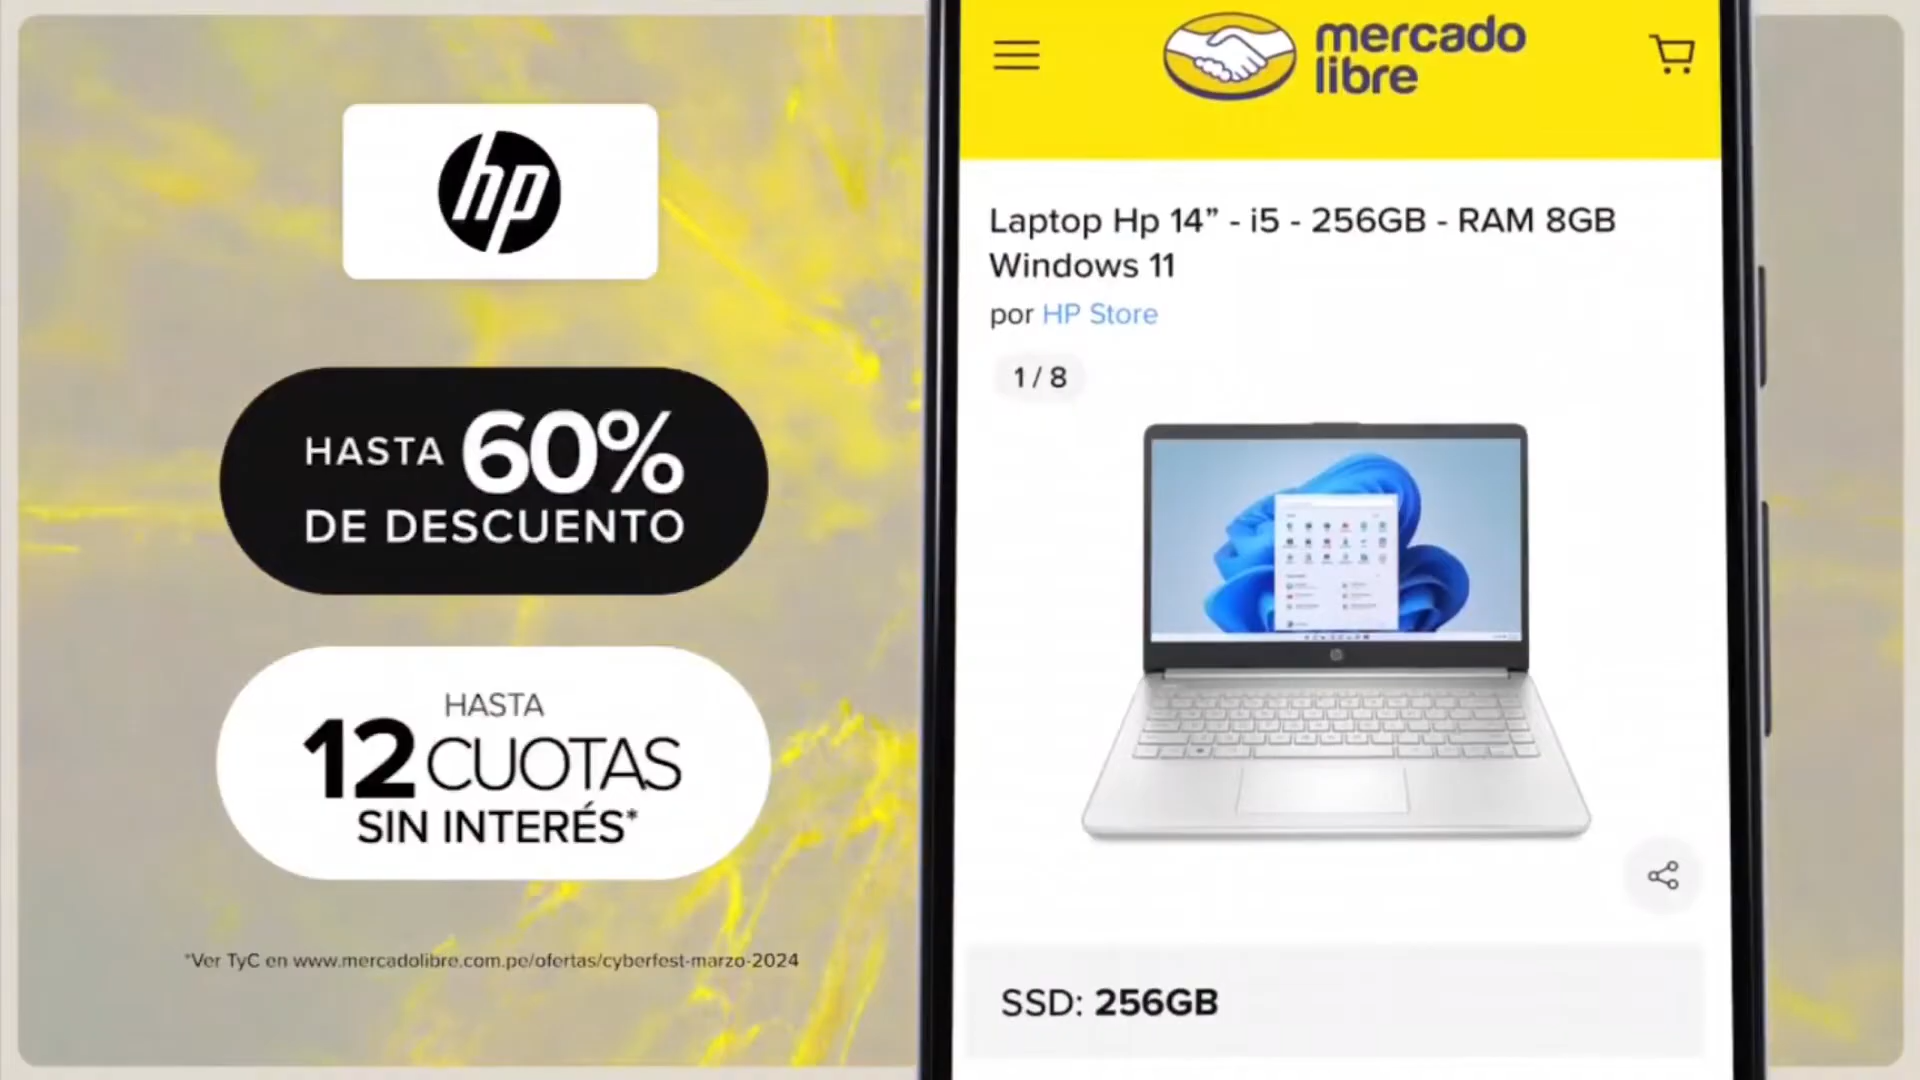 hp
HASTA 60%
DE DESCUENTO
HASTA
12 CUOTAS
SIN INTERÉS*
*Ver TyC en www.mercadolibre.com.pe/ofertas/cyberfest-marzo-2024
mercado
libre
Laptop Hp 14” - i5 - 256GB - RAM 8GB
Windows 11
por HP Store
1 / 8
SSD: 256GB